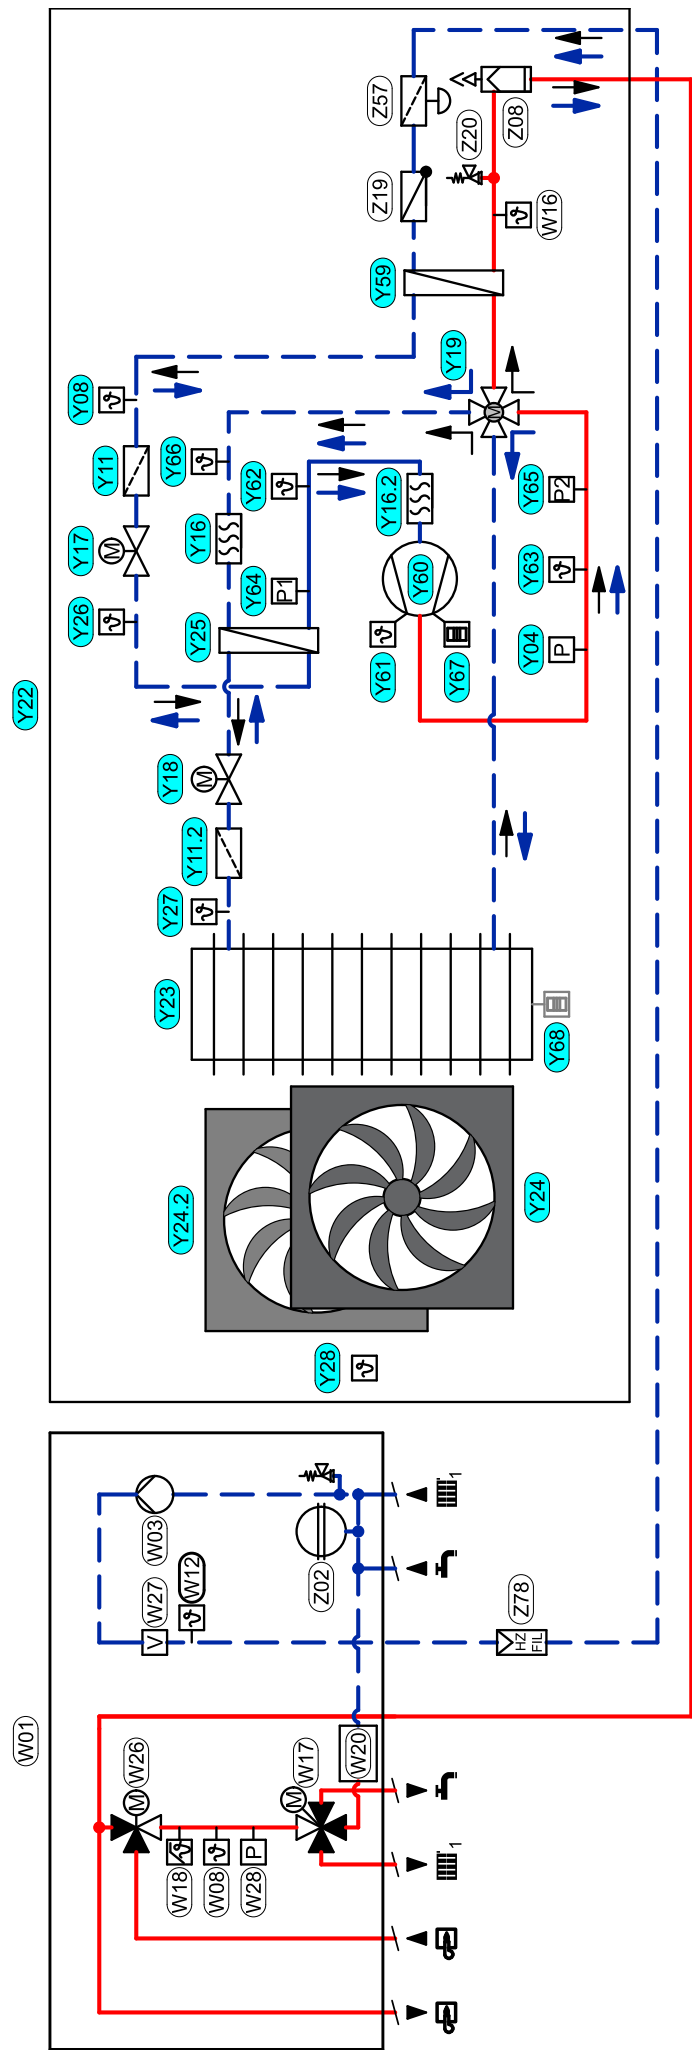 Z57
Z20
Z08
Z19
W16
Y59
Y19
Y08
M
Y11
Y66
Y62
Y16.2
Y65
P2
Y17
M
Y16
Y64
P1
Y60
Y63
ϑ
Y26
ϑ
Y25
Y61
ϑ
Y67
Y04
P
Y22
Y18
M
Y11.2
Y27
ϑ
Y23
Y68
Y24.2
Y24
Y28
ϑ
W03
Z02
1
W27
V
W12
ϑ
Z78
HZ
FIL
W01
W26
M
W17
M
W20
W18
ϑ
W08
ϑ
W28
P
1